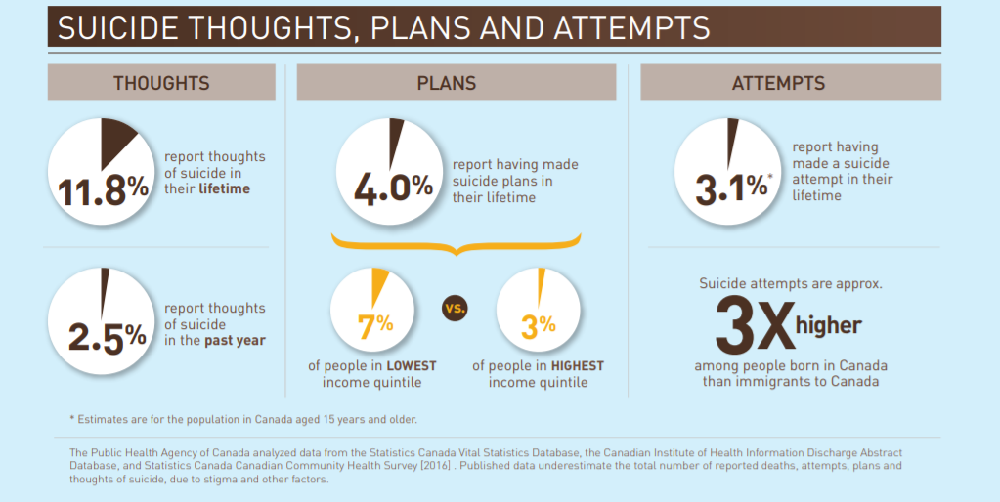 SUICIDE THOUGHTS, PLANS AND ATTEMPTS
THOUGHTS
11.8%
report thoughts
of suicide in
their lifetime
2.5%
report thoughts
of suicide
in the past year
PLANS
4.0%
report having made
suicide plans in
their lifetime
7%
of people in LOWEST
income quintile
vs.
3%
of people in HIGHEST
income quintile
ATTEMPTS
3.1%*
report having
made a suicide
attempt in their
lifetime
Suicide attempts are approx.
3X higher
among people born in Canada
than immigrants to Canada
* Estimates are for the population in Canada aged 15 years and older.
The Public Health Agency of Canada analyzed data from the Statistics Canada Vital Statistics Database, the Canadian Institute of Health Information Discharge Abstract
Database, and Statistics Canada Canadian Community Health Survey [2016] . Published data underestimate the total number of reported deaths, attempts, plans and
thoughts of suicide, due to stigma and other factors.